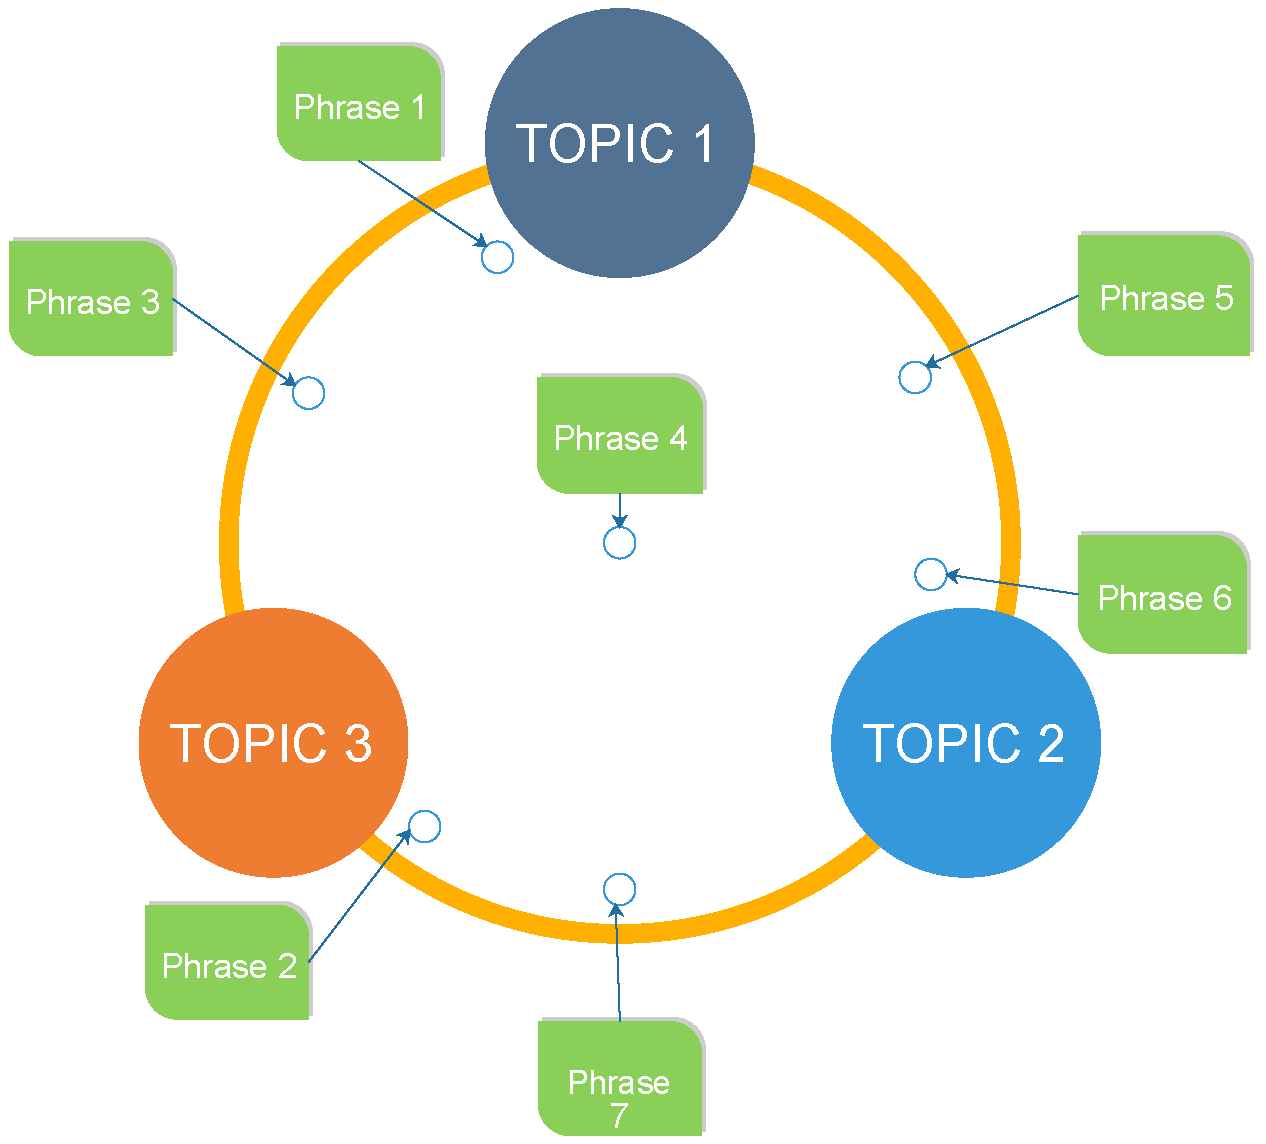 Phrase 1
TOPIC 1
Phrase 3
Phrase 5
Phrase 4
Phrase 6
TOPIC 3
TOPIC 2
Phrase 2
Phrase
7